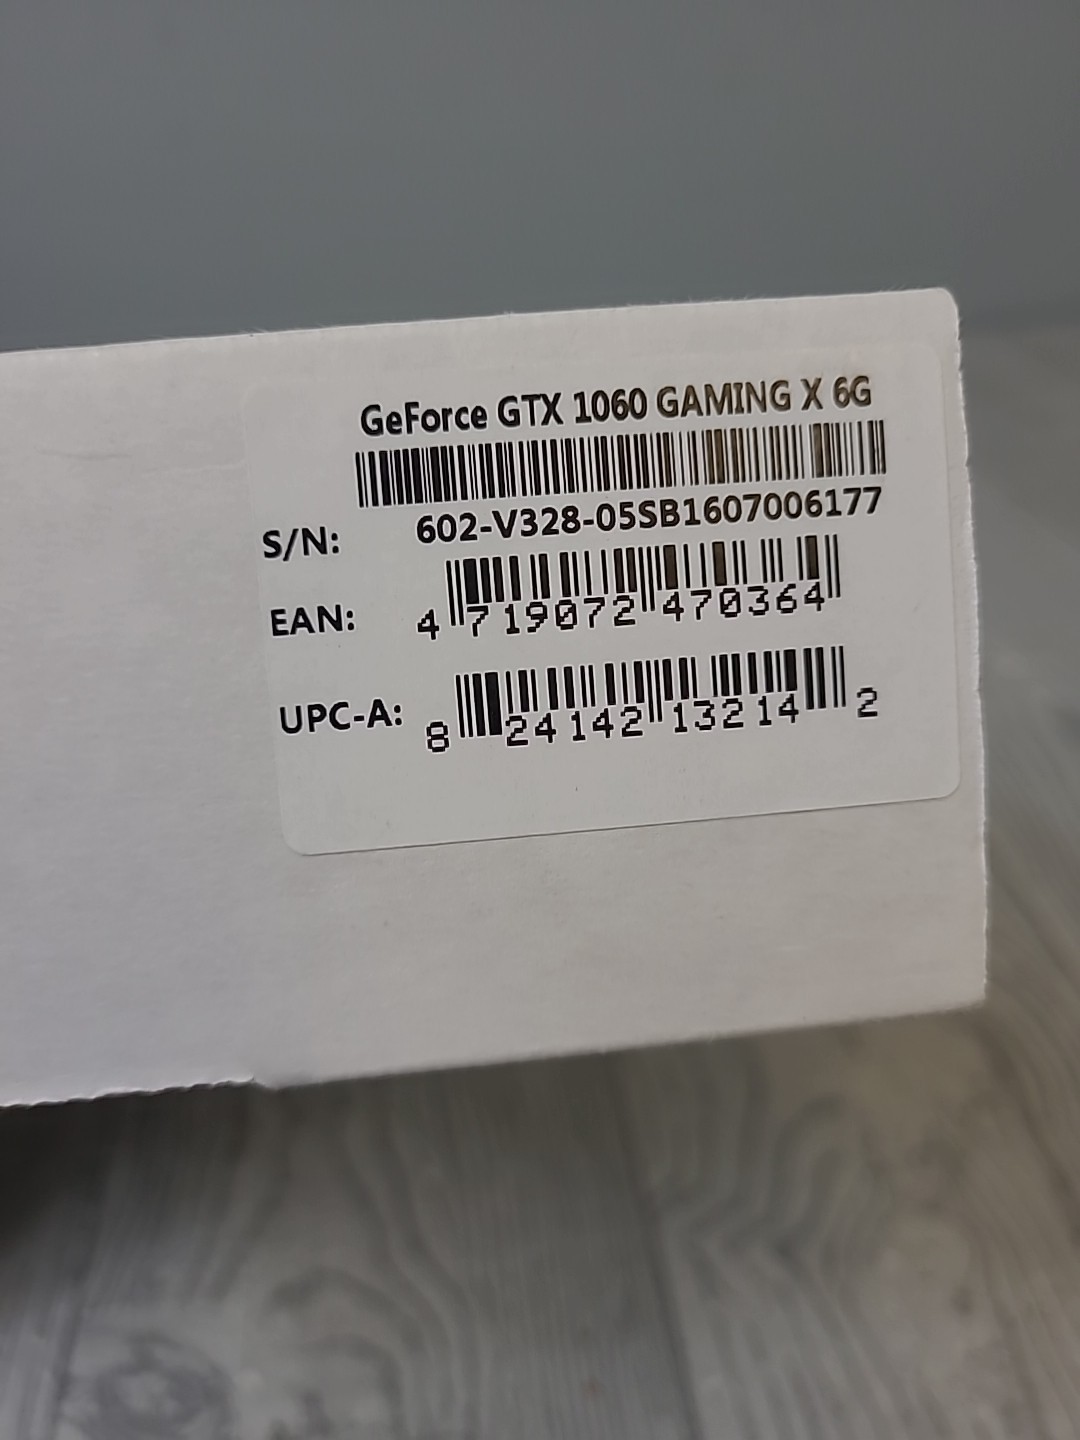 GeForce GTX 1060 GAMING X 6G
S/N: 602-V328-05SB1607006177
EAN: 4 719072 470364
UPC-A: 8 24142 13214 2